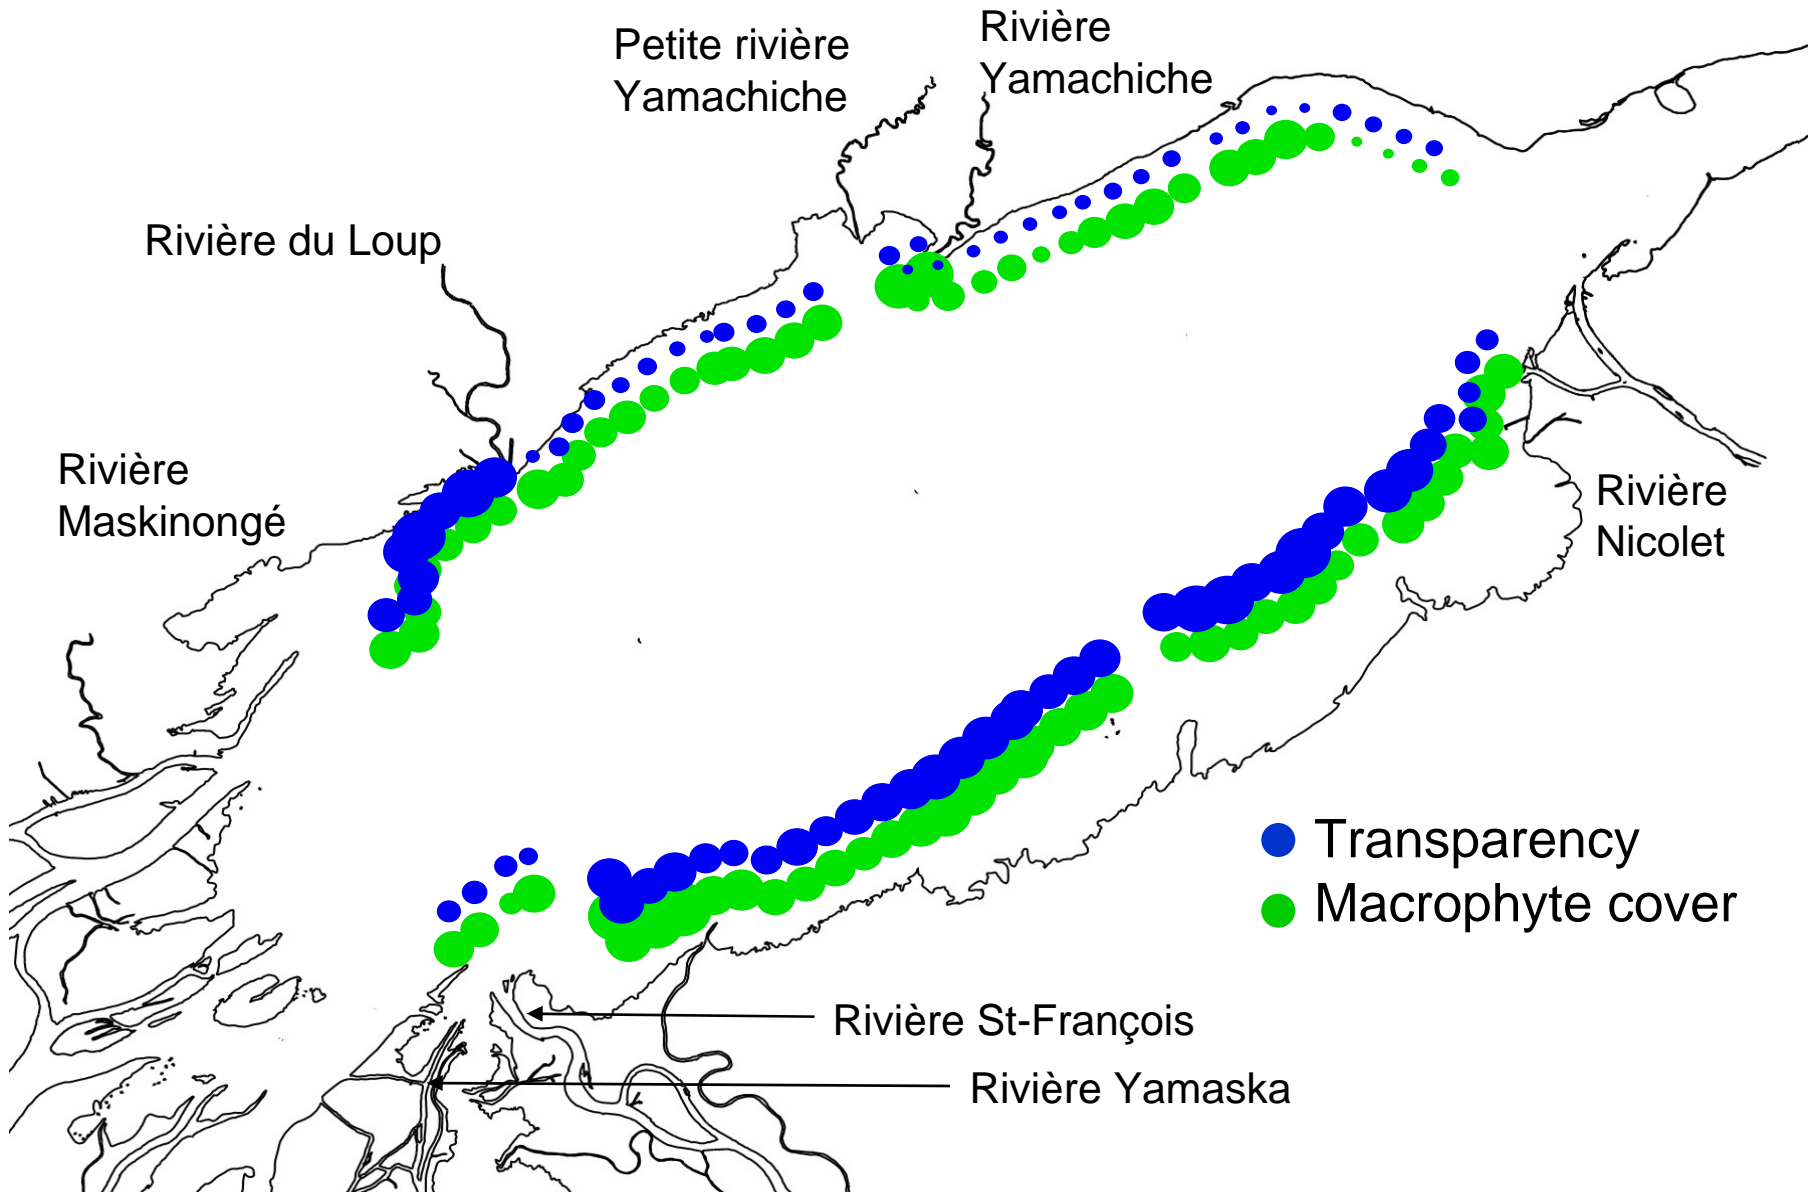 Petite rivière
Yamachiche
Rivière
Yamachiche
Rivière du Loup
Rivière
Maskinongé
Rivière
Nicolet
Transparency
Macrophyte cover
Rivière St-François
Rivière Yamaska